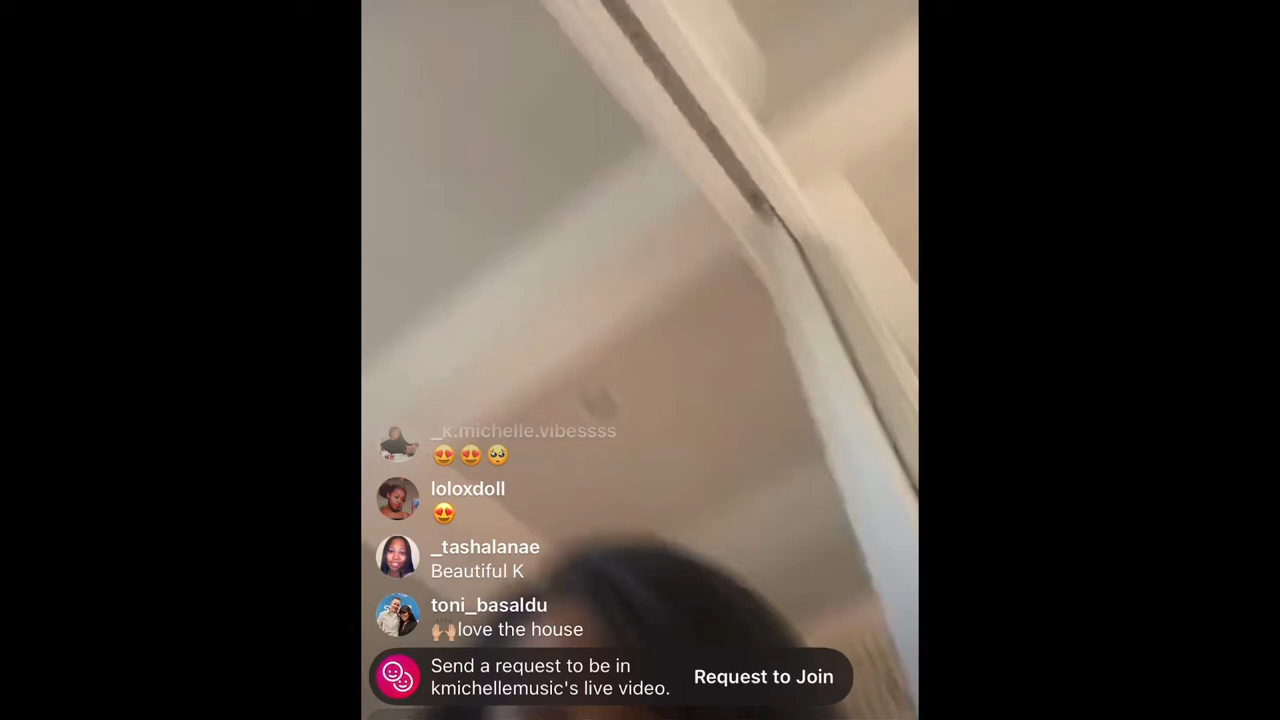 _k.michelle.vibessss
😍😍🥺
loloxdoll
😍
_tashalanae
Beautiful K
toni_basaldu
🙌🏼love the house
Send a request to be in
kmichellemusic's live video.
Request to Join